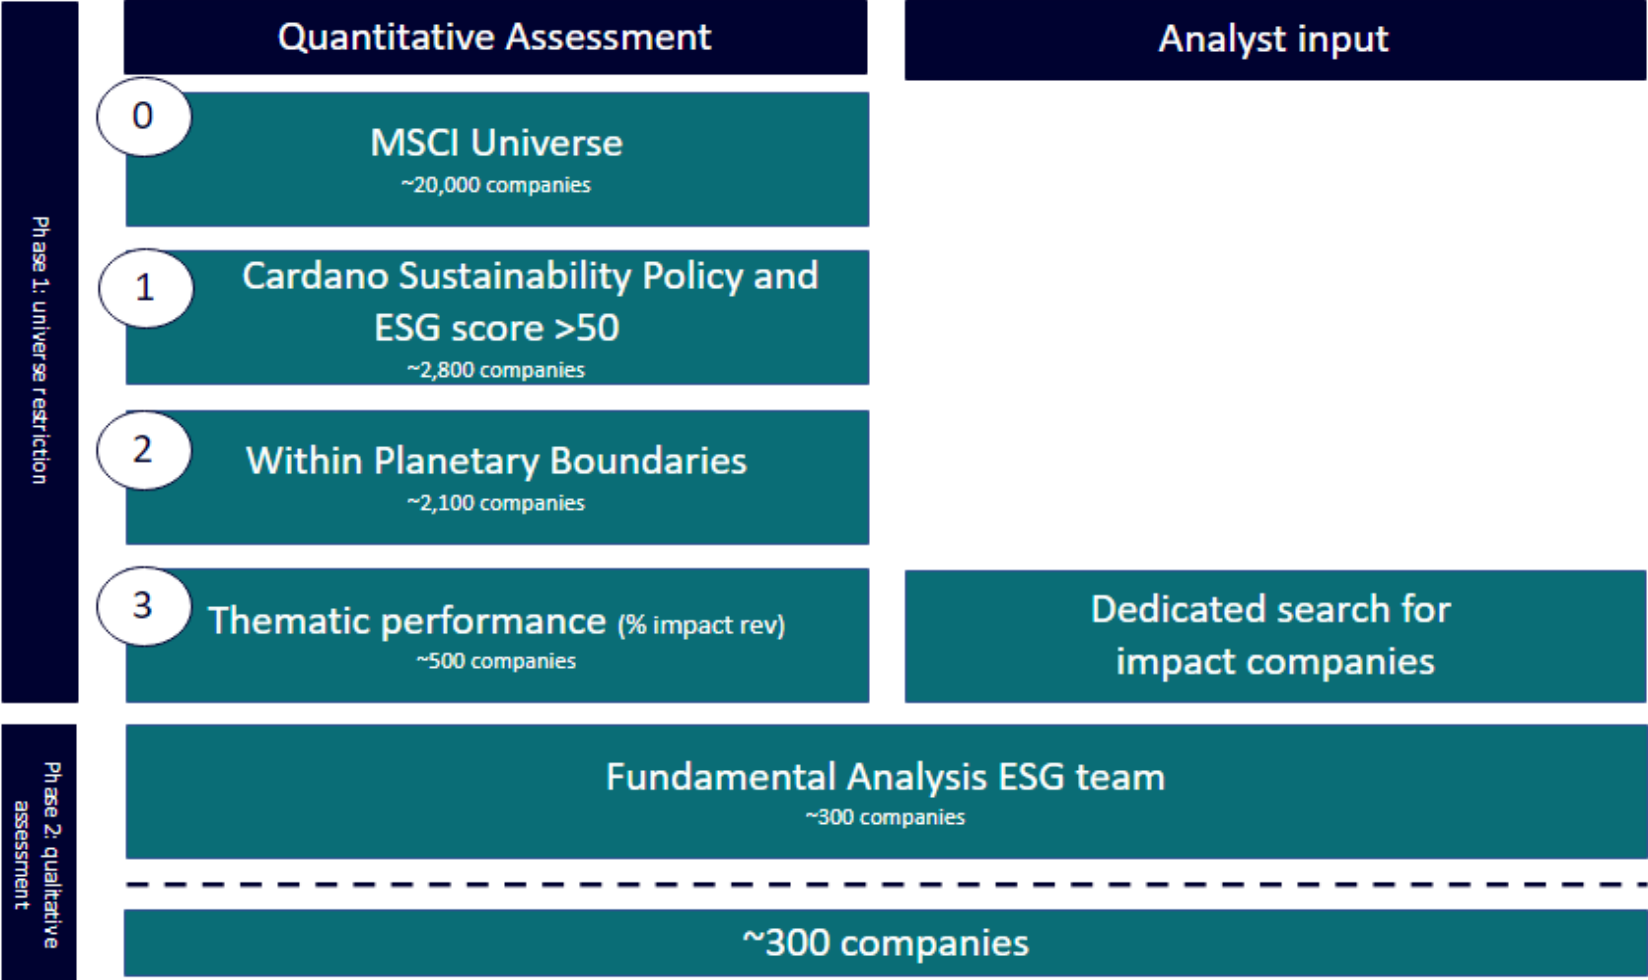 Quantitative Assessment
Analyst input
Phase 1: universe restriction
0
MSCI Universe
~20,000 companies
1
Cardano Sustainability Policy and
ESG score >50
~2,800 companies
2
Within Planetary Boundaries
~2,100 companies
3
Thematic performance (% impact rev)
~500 companies
Dedicated search for
impact companies
Phase 2: qualitative
assessment
Fundamental Analysis ESG team
~300 companies
~300 companies